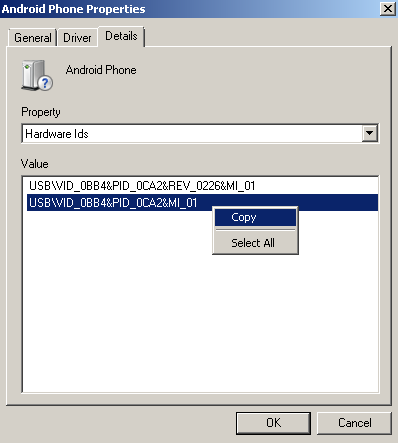 Android Phone Properties
General Driver Details
Android Phone
Property
Hardware Ids
Value
USB\VID_0BB4&PID_0CA2&REV_0226&MI_01
USB\VID_0BB4&PID_0CA2&MI_01
Copy
Select All
OK Cancel